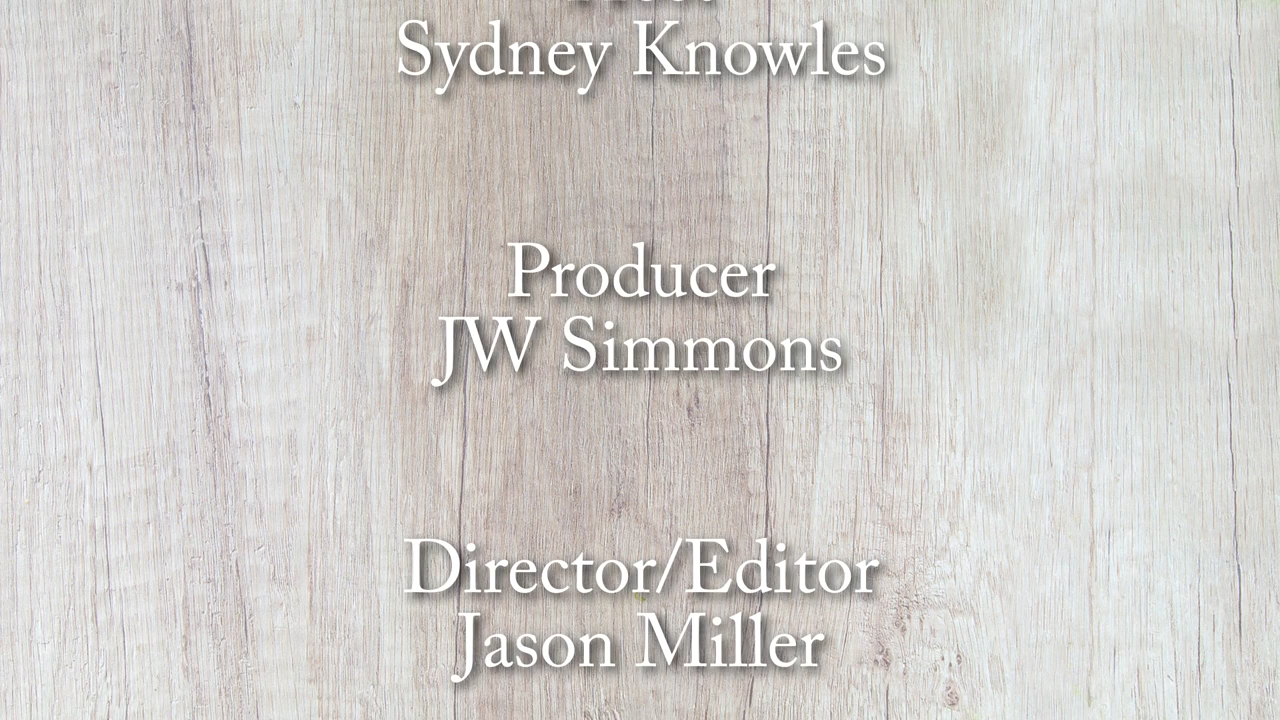 Sydney Knowles
Producer
JW Simmons
Director/Editor
Jason Miller